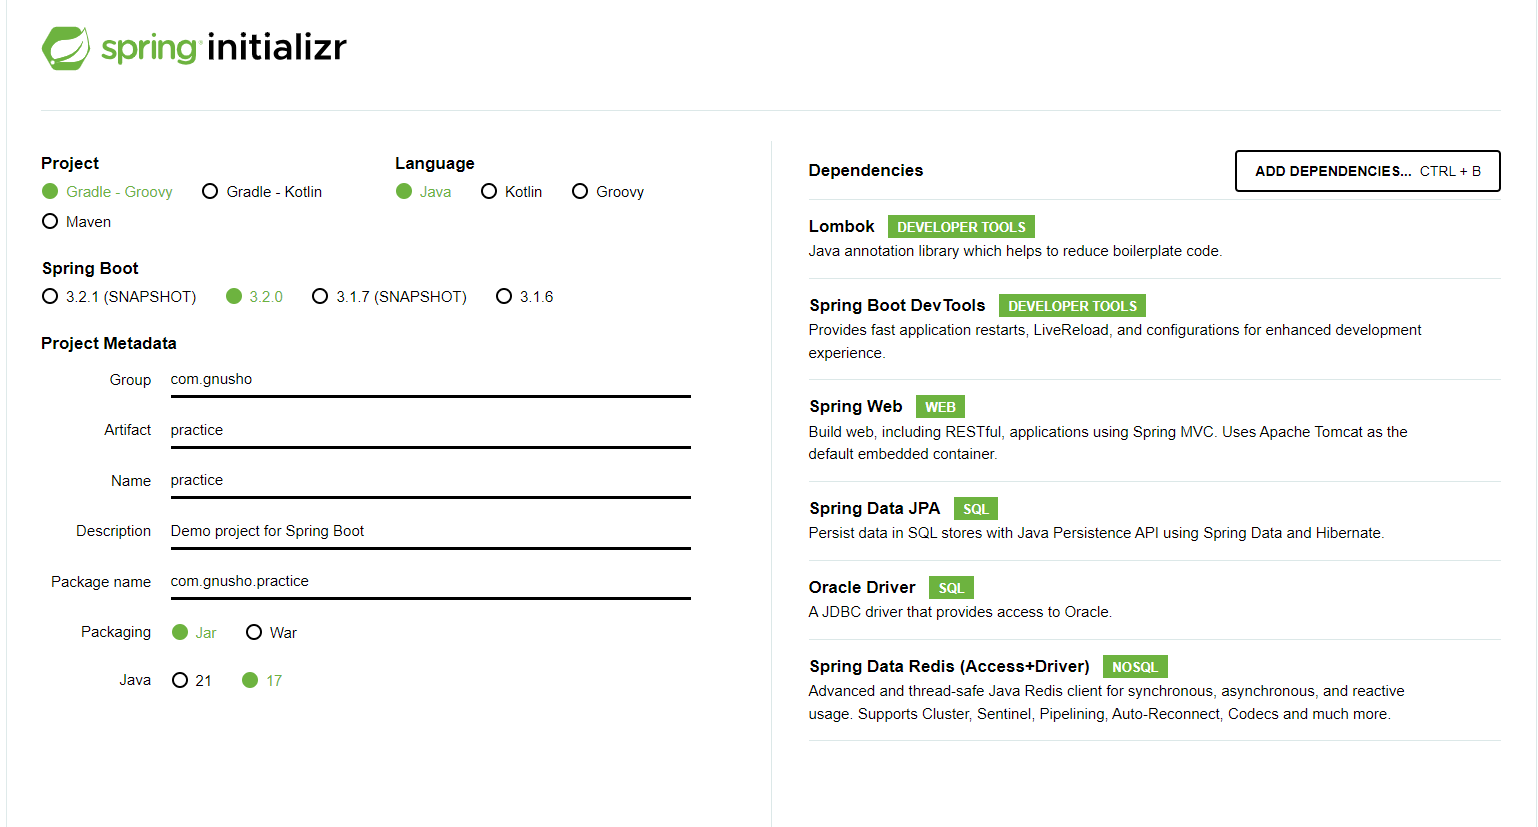 spring initializr
Project
Gradle - Groovy
Gradle - Kotlin
Maven
Language
Java
Kotlin
Groovy
Spring Boot
3.2.1 (SNAPSHOT)
3.2.0
3.1.7 (SNAPSHOT)
3.1.6
Project Metadata
Group com.gnusho
Artifact practice
Name practice
Description Demo project for Spring Boot
Package name com.gnusho.practice
Packaging Jar War
Java 21 17
Dependencies
ADD DEPENDENCIES... CTRL + B
Lombok DEVELOPER TOOLS
Java annotation library which helps to reduce boilerplate code.
Spring Boot DevTools DEVELOPER TOOLS
Provides fast application restarts, LiveReload, and configurations for enhanced development
experience.
Spring Web WEB
Build web, including RESTful, applications using Spring MVC. Uses Apache Tomcat as the
default embedded container.
Spring Data JPA SQL
Persist data in SQL stores with Java Persistence API using Spring Data and Hibernate.
Oracle Driver SQL
A JDBC driver that provides access to Oracle.
Spring Data Redis (Access+Driver) NOSQL
Advanced and thread-safe Java Redis client for synchronous, asynchronous, and reactive
usage. Supports Cluster, Sentinel, Pipelining, Auto-Reconnect, Codecs and much more.